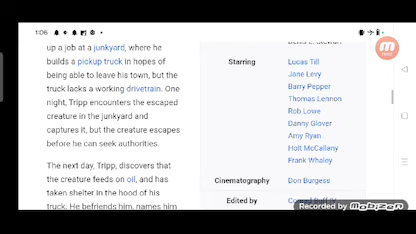 1:06
up a job at a junkyard, where he
builds a pickup truck in hopes of
being able to leave his town, but the
truck lacks a working drivetrain. One
night, Tripp encounters the escaped
creature in the junkyard and
captures it, but the creature escapes
before he can seek authorities.
The next day, Tripp, discovers that
the creature feeds on oil, and has
taken shelter in the hood of his
truck. He befriends him, names him
Starring
Lucas Till
Jane Levy
Barry Pepper
Thomas Lennon
Rob Lowe
Danny Glover
Amy Ryan
Holt McCallany
Frank Whaley
Cinematography
Don Burgess
Edited by
Recorded by Mobizen